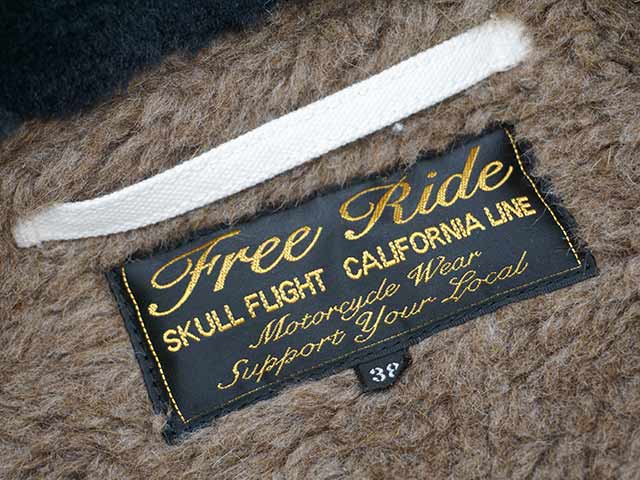 Free Ride
SKULL FLIGHT CALIFORNIA LINE
Motorcycle Wear
Support Your Local
38